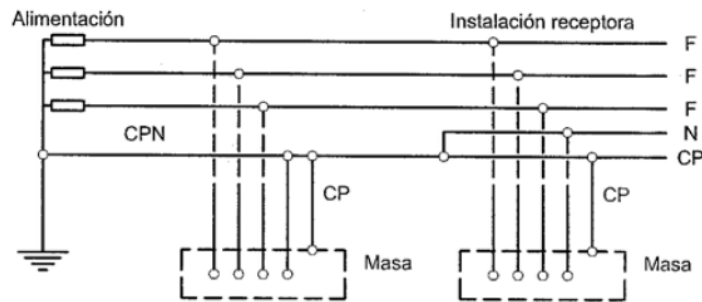 Alimentación
Instalación receptora
F
F
F
N
CPN
CP
CP
CP
Masa
Masa